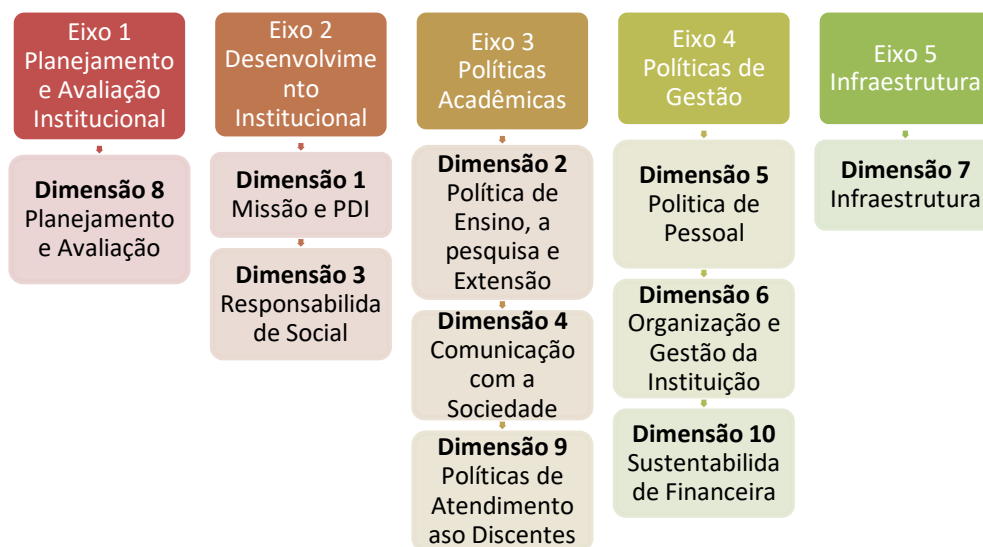 Eixo 1
Planejamento
e Avaliação
Institucional
Dimensão 8
Planejamento
e Avaliação
Eixo 2
Desenvolvime
nto
Institucional
Dimensão 1
Missão e PDI
Dimensão 3
Responsabilida
de Social
Eixo 3
Políticas
Acadêmicas
Dimensão 2
Política de
Ensino, a
pesquisa e
Extensão
Dimensão 4
Comunicação
com a
Sociedade
Dimensão 9
Políticas de
Atendimento
aso Discentes
Eixo 4
Políticas de
Gestão
Dimensão 5
Politica de
Pessoal
Dimensão 6
Organização e
Gestão da
Instituição
Dimensão 10
Sustentabilida
de Financeira
Eixo 5
Infraestrutura
Dimensão 7
Infraestrutura